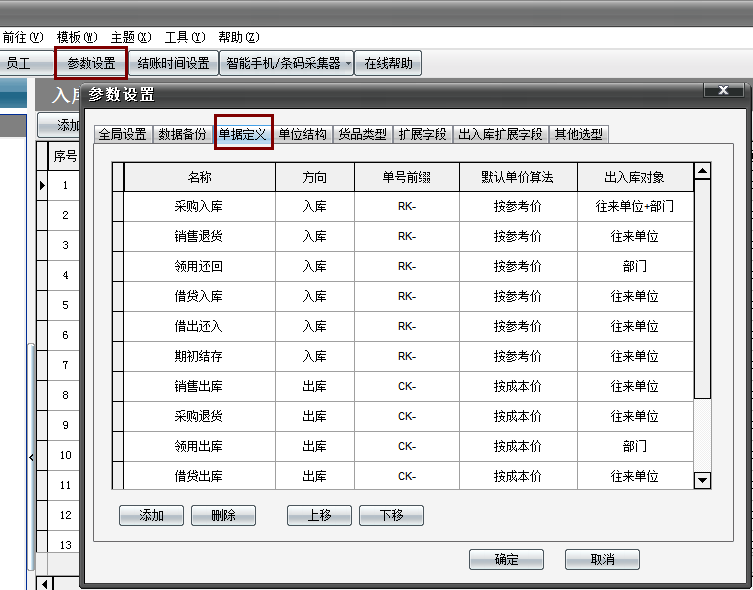 前往(V) 模板(W) 主题(X) 工具(Y) 帮助(Z)
员工 参数设置 结账时间设置 智能手机/条码采集器 在线帮助
入库
参数设置 X
添加
全局设置 数据备份 单据定义 单位结构 货品类型 扩展字段 出入库扩展字段 其他选型
序号
名称 方向 单号前缀 默认单价算法 出入库对象
1
采购入库 入库 RK- 按参考价 往来单位+部门
2
销售退货 入库 RK- 按参考价 往来单位
3
领用还回 入库 RK- 按参考价 部门
4
借贷入库 入库 RK- 按参考价 往来单位
5
借出还入 入库 RK- 按参考价 往来单位
6
期初结存 入库 RK- 按参考价 往来单位
7
销售出库 出库 CK- 按成本价 往来单位
8
采购退货 出库 CK- 按成本价 往来单位
9
领用出库 出库 CK- 按成本价 部门
10
借贷出库 出库 CK- 按成本价 往来单位
11
12
添加 删除 上移 下移
13
确定 取消